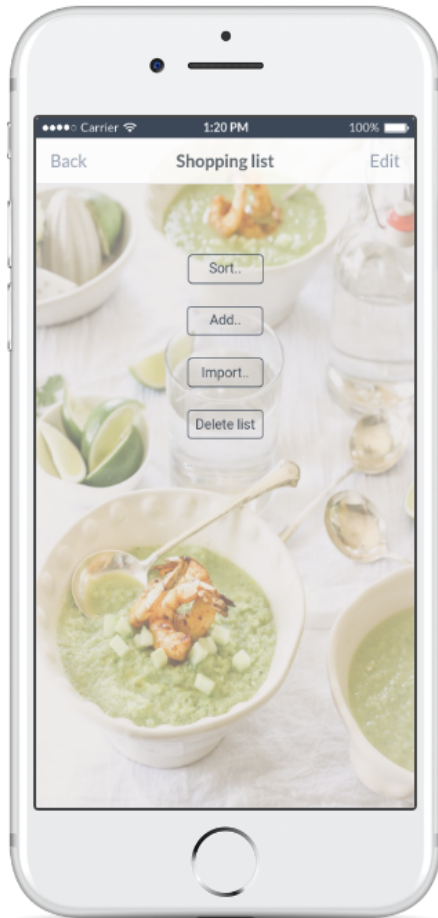 Carrier 1:20 PM 100%
Back Shopping list Edit
Sort..
Add..
Import..
Delete list